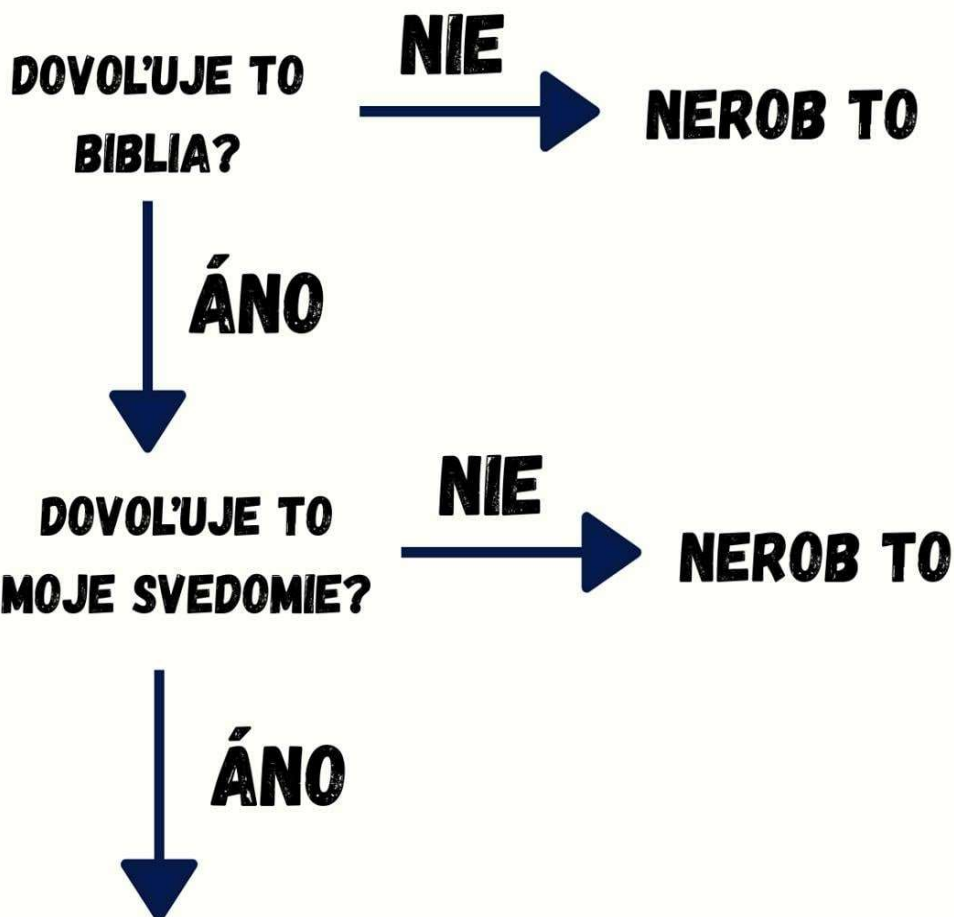 DOVOĽUJE TO
BIBLIA?
NIE
NEROB TO
ÁNO
DOVOĽUJE TO
MOJE SVEDOMIE?
NIE
NEROB TO
ÁNO